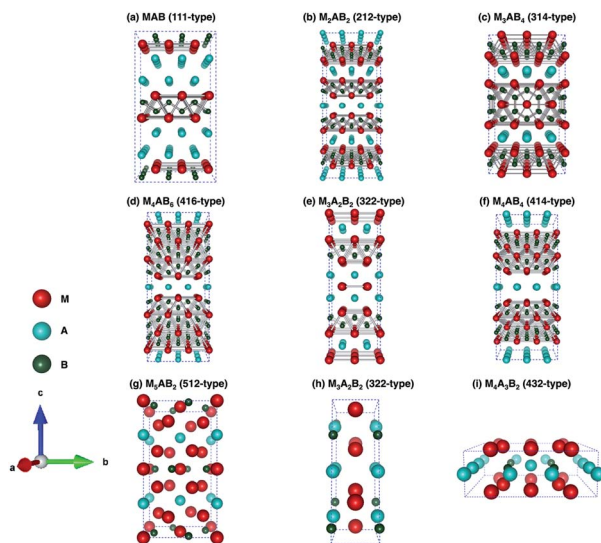 (a) MAB (111-type)
(b) M₂AB₂ (212-type)
(c) M₃AB₄ (314-type)
(d) M₄AB₆ (416-type)
(e) M₃A₂B₂ (322-type)
(f) M₄AB₄ (414-type)
M
A
B
(g) M₅AB₂ (512-type)
(h) M₃A₂B₂ (322-type)
(i) M₄A₃B₂ (432-type)
c
a
b